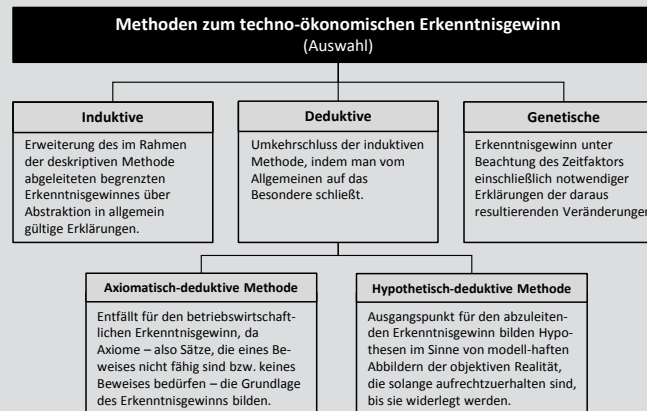 Methoden zum techno-ökonomischen Erkenntnisgewinn
(Auswahl)
Induktive
Erweiterung des im Rahmen
der deskriptiven Methode
abgeleiteten begrenzten
Erkenntnisgewinnes über
Abstraktion in allgemein
gültige Erklärungen.
Deduktive
Umkehrschluss der induktiven
Methode, indem man vom
Allgemeinen auf das
Besondere schließt.
Genetische
Erkenntnisgewinn unter
Beachtung des Zeitfaktors
einschließlich notwendiger
Erklärungen der daraus
resultierenden Veränderungen
Axiomatisch-deduktive Methode
Entfällt für den betriebswirtschaft-
lichen Erkenntnisgewinn, da
Axiome – also Sätze, die eines Be-
weises nicht fähig sind bzw. keines
Beweises bedürfen – die Grundlage
des Erkenntnisgewinns bilden.
Hypothetisch-deduktive Methode
Ausgangspunkt für den abzuleiten-
den Erkenntnisgewinn bilden Hypo-
thesen im Sinne von modell-haften
Abbildern der objektiven Realität,
die solange aufrechtzuerhalten sind,
bis sie widerlegt werden.